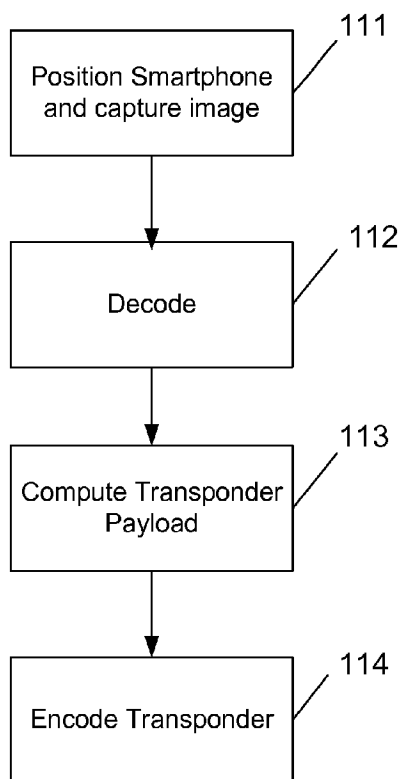 111
Position Smartphone
and capture image
112
Decode
113
Compute Transponder
Payload
114
Encode Transponder